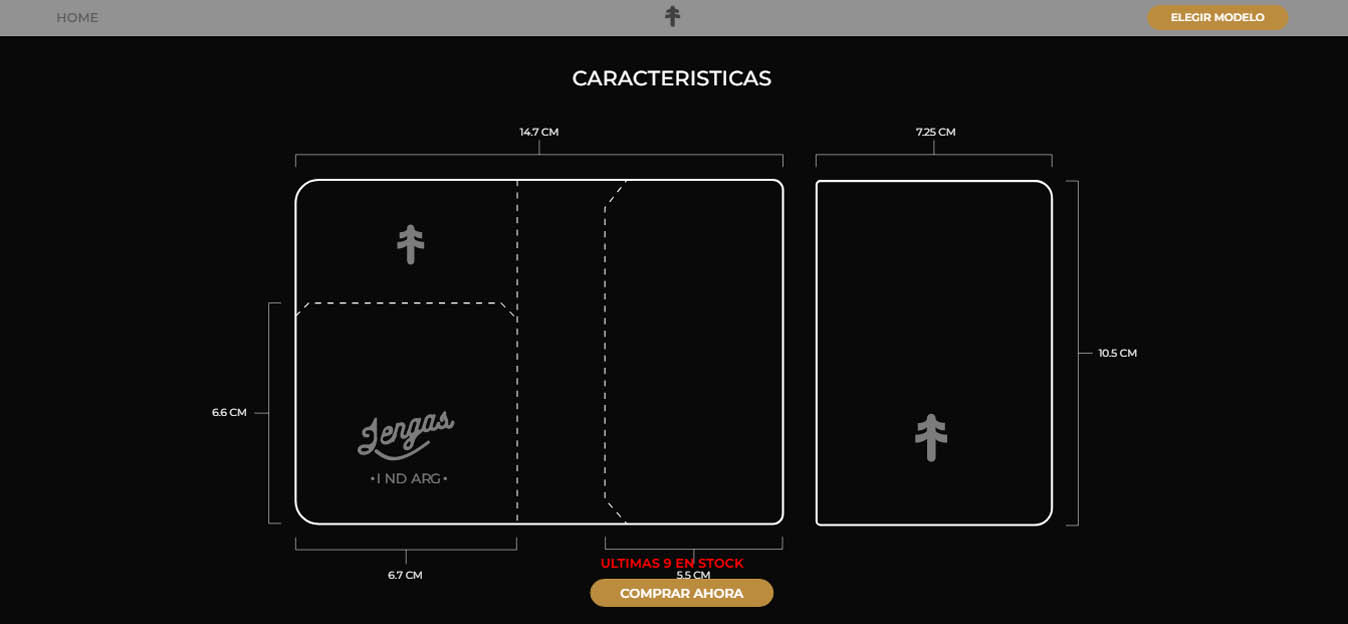 HOME
ELEGIR MODELO
CARACTERISTICAS
14.7 CM
7.25 CM
10.5 CM
6.6 CM
Jengas
•I ND ARG•
ULTIMAS 9 EN STOCK
6.7 CM
5.5 CM
COMPRAR AHORA